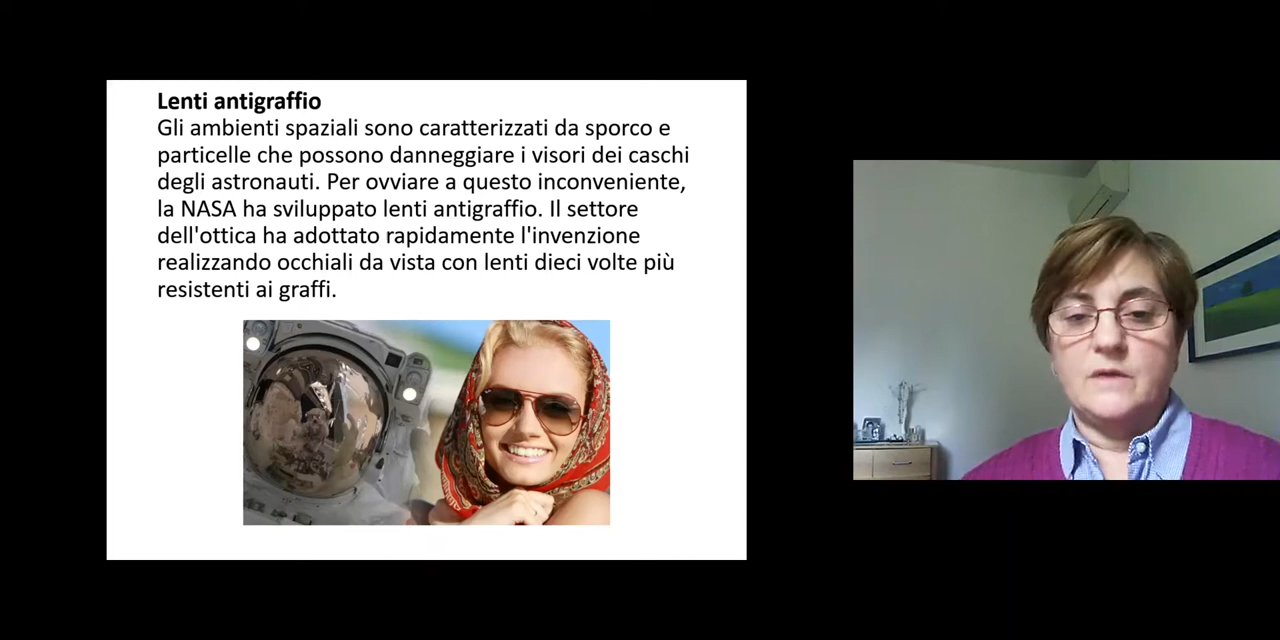 Lenti antigraffio
Gli ambienti spaziali sono caratterizzati da sporco e
particelle che possono danneggiare i visori dei caschi
degli astronauti. Per ovviare a questo inconveniente,
la NASA ha sviluppato lenti antigraffio. Il settore
dell'ottica ha adottato rapidamente l'invenzione
realizzando occhiali da vista con lenti dieci volte più
resistenti ai graffi.